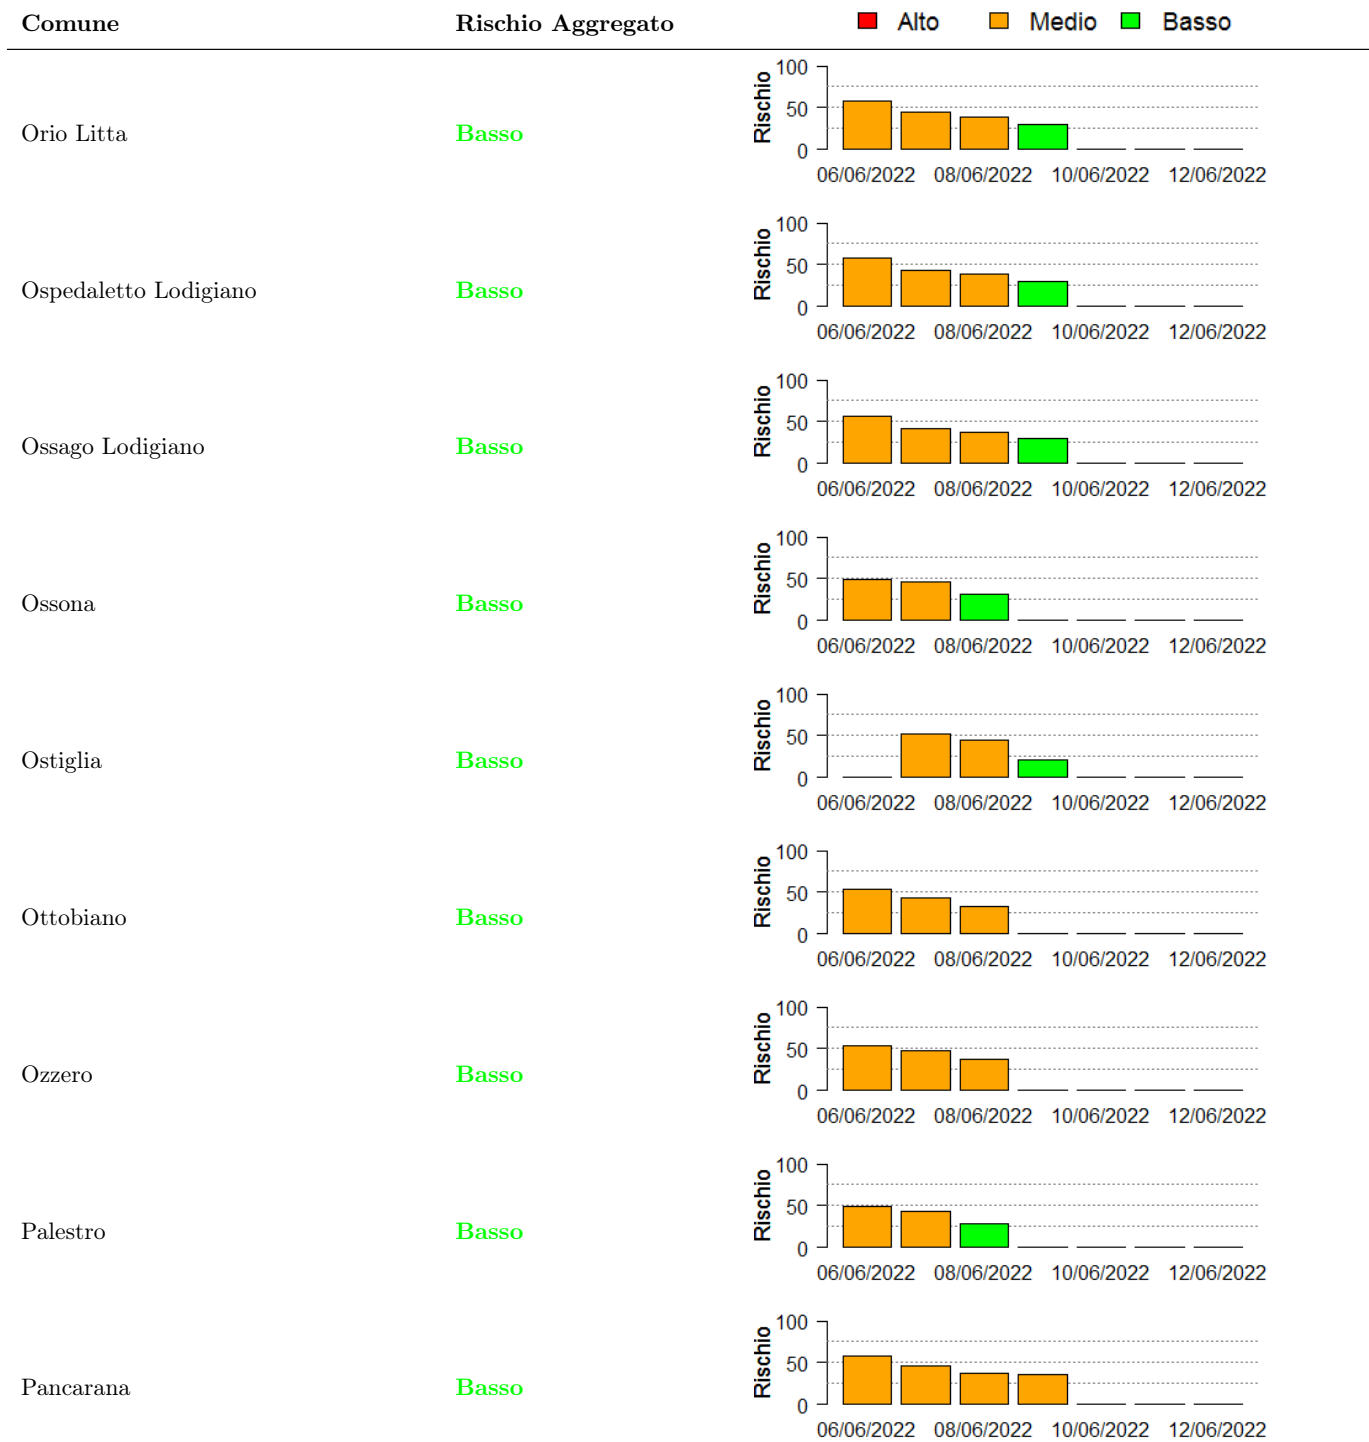 Comune Rischio Aggregato Alto Medio Basso
100
50
0
Rischio
Orio Litta Basso
06/06/2022 08/06/2022 10/06/2022 12/06/2022
100
50
0
Rischio
Ospedaletto Lodigiano Basso
06/06/2022 08/06/2022 10/06/2022 12/06/2022
100
50
0
Rischio
Ossago Lodigiano Basso
06/06/2022 08/06/2022 10/06/2022 12/06/2022
100
50
0
Rischio
Ossona Basso
06/06/2022 08/06/2022 10/06/2022 12/06/2022
100
50
0
Rischio
Ostiglia Basso
06/06/2022 08/06/2022 10/06/2022 12/06/2022
100
50
0
Rischio
Ottobiano Basso
06/06/2022 08/06/2022 10/06/2022 12/06/2022
100
50
0
Rischio
Ozzero Basso
06/06/2022 08/06/2022 10/06/2022 12/06/2022
100
50
0
Rischio
Palestro Basso
06/06/2022 08/06/2022 10/06/2022 12/06/2022
100
50
0
Rischio
Pancarana Basso
06/06/2022 08/06/2022 10/06/2022 12/06/2022